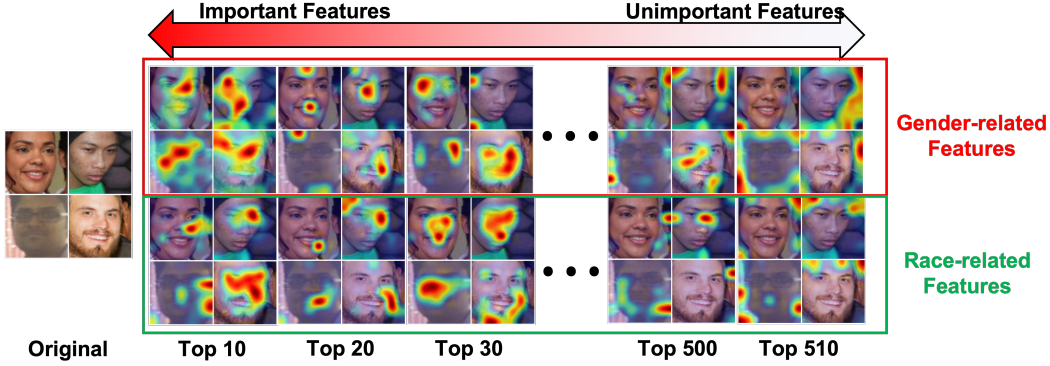 Important Features
Unimportant Features
Gender-related
Features
Race-related
Features
Original
Top 10
Top 20
Top 30
Top 500
Top 510